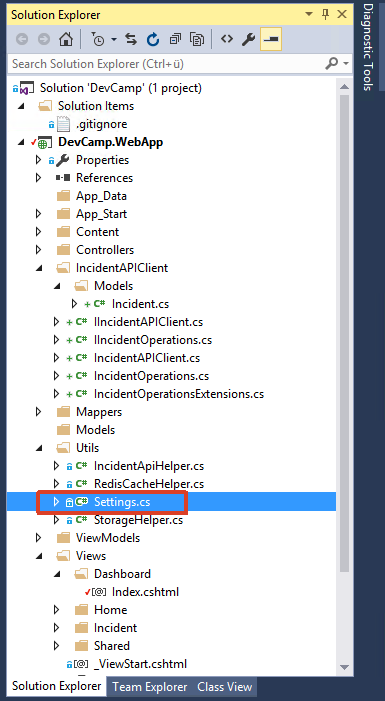 Solution Explorer
Diagnostic Tools
Search Solution Explorer (Ctrl+ü)
Solution 'DevCamp' (1 project)
Solution Items
.gitignore
DevCamp.WebApp
Properties
References
App_Data
App_Start
Content
Controllers
IncidentAPIClient
Models
Incident.cs
IIncidentAPIClient.cs
IIncidentOperations.cs
IncidentAPIClient.cs
IncidentOperations.cs
IncidentOperationsExtensions.cs
Mappers
Models
Utils
IncidentApiHelper.cs
RedisCacheHelper.cs
Settings.cs
StorageHelper.cs
ViewModels
Views
Dashboard
Index.cshtml
Home
Incident
Shared
_ViewStart.cshtml
Solution Explorer Team Explorer Class View